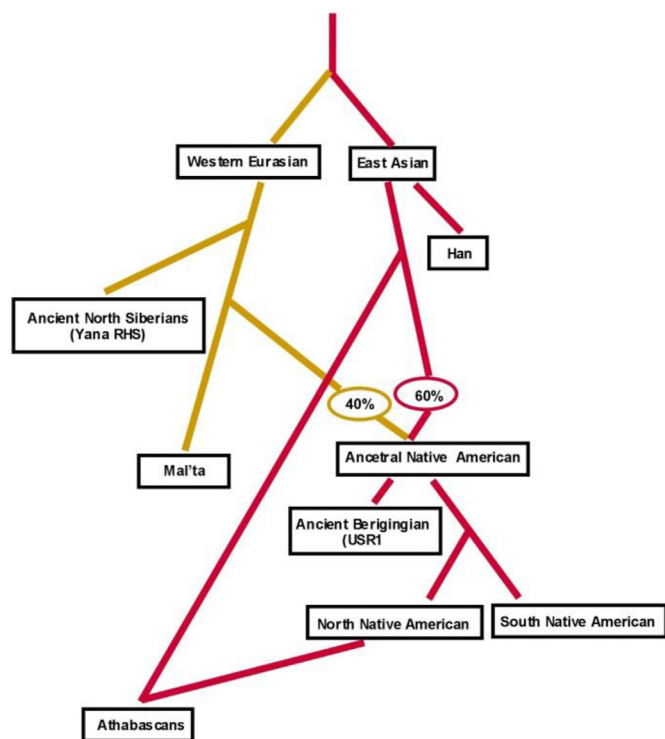 Western Eurasian
East Asian
Han
Ancient North Siberians
(Yana RHS)
40%
60%
Mal'ta
Ancetral Native American
Ancient Berigingian
(USR1
North Native American
South Native American
Athabascans